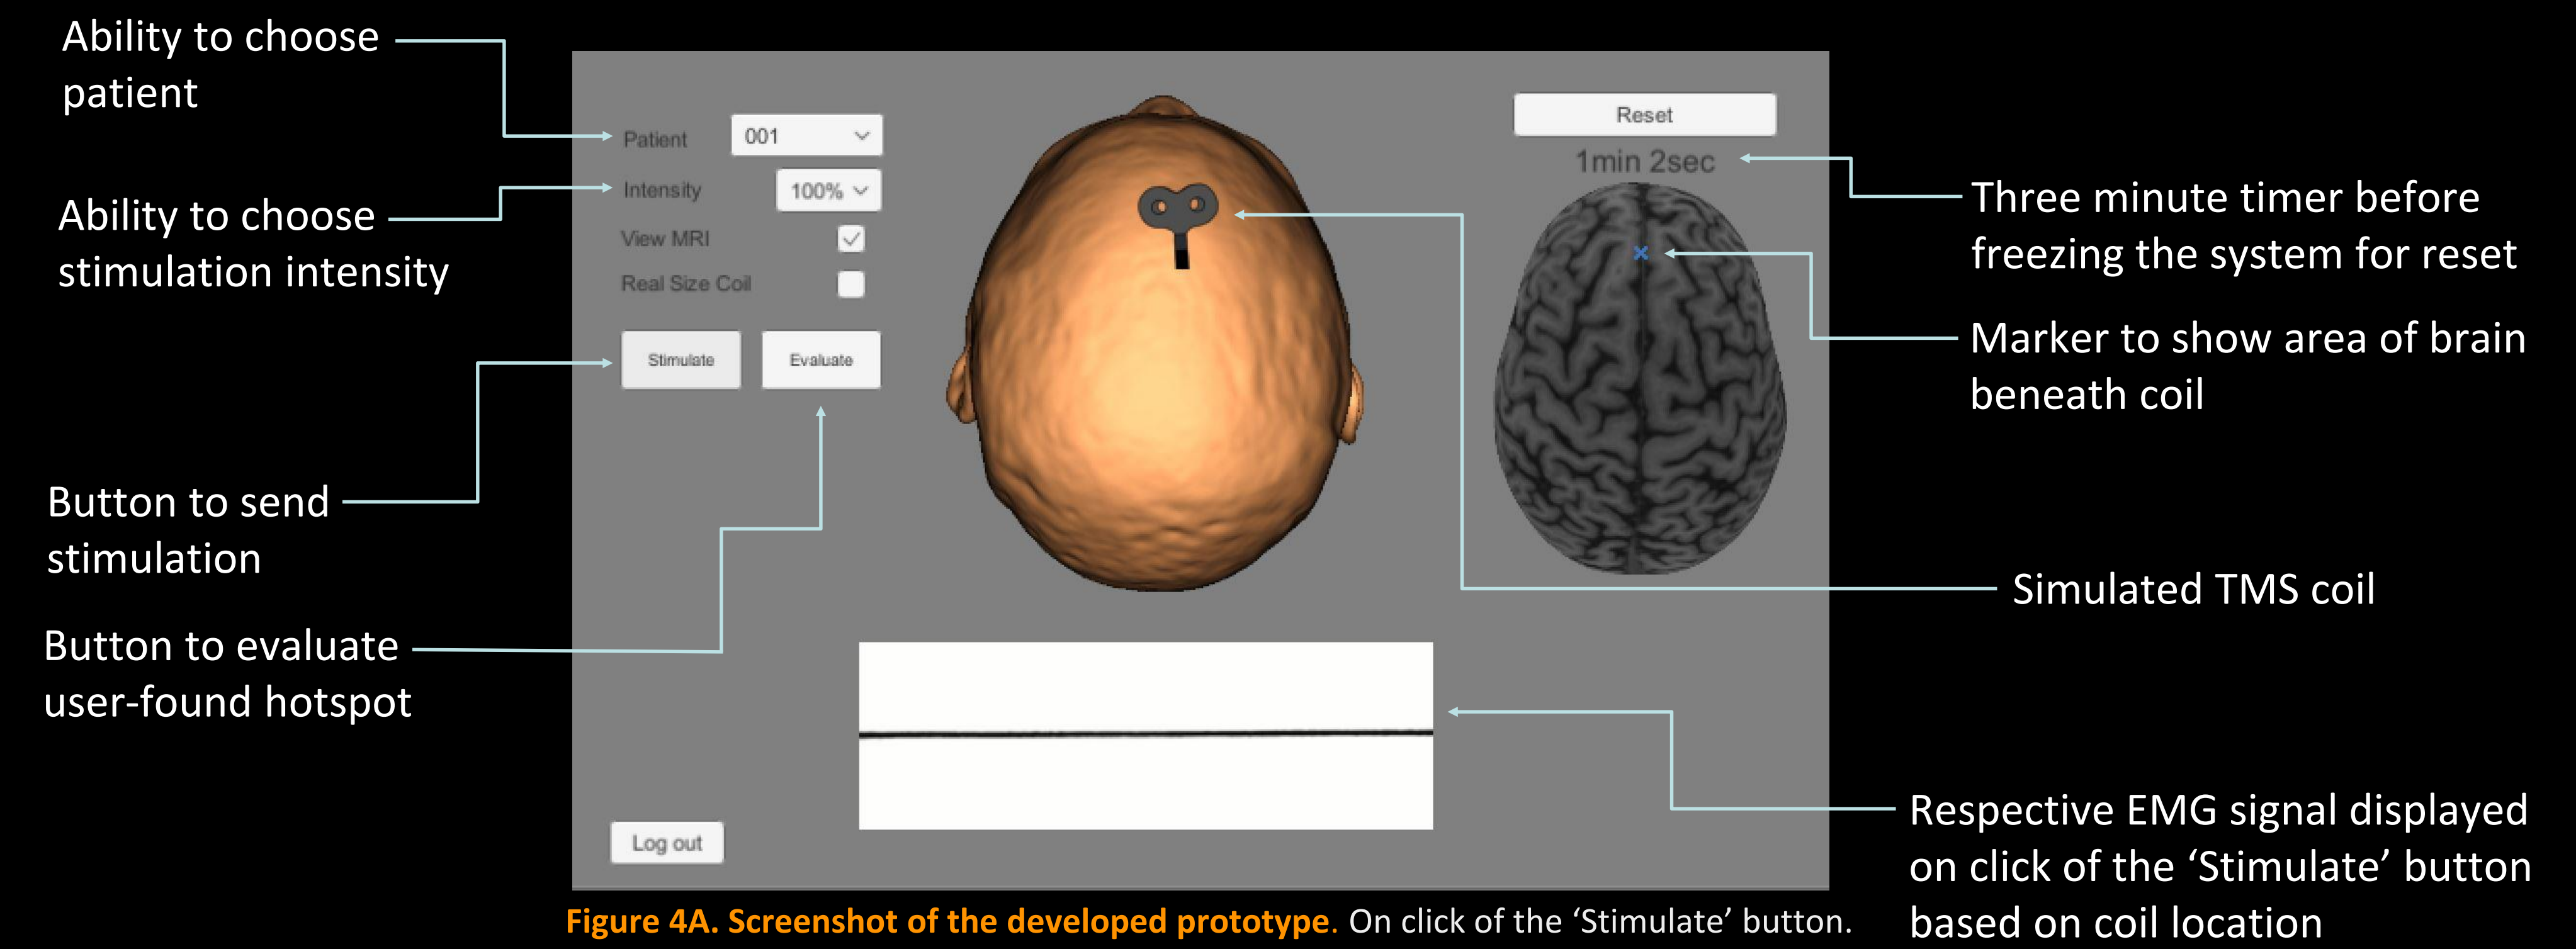 Ability to choose
patient
Ability to choose
stimulation intensity
Button to send
stimulation
Button to evaluate
user-found hotspot
Patient 001
Intensity 100%
View MRI
Real Size Coil
Stimulate Evaluate
Log out
Reset
1min 2sec
Three minute timer before
freezing the system for reset
Marker to show area of brain
beneath coil
Simulated TMS coil
Respective EMG signal displayed
on click of the ‘Stimulate’ button
based on coil location
Figure 4A. Screenshot of the developed prototype. On click of the ‘Stimulate’ button.